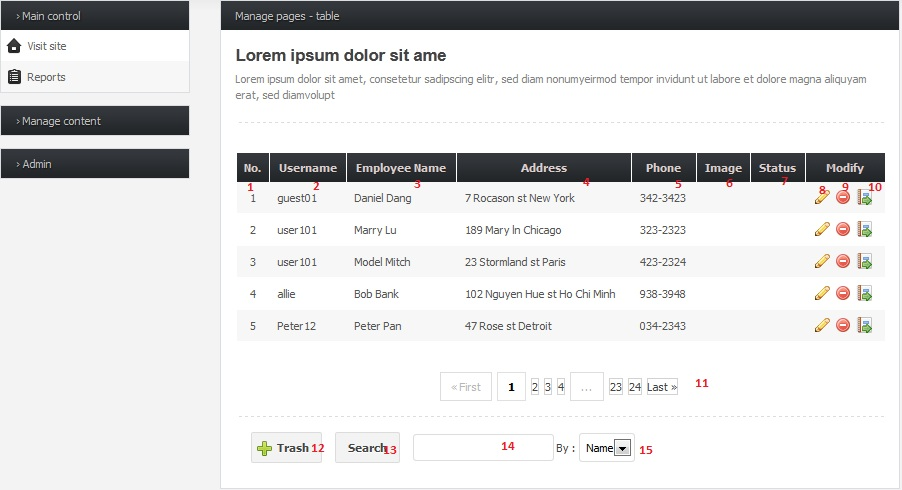 › Main control
Visit site
Reports
› Manage content
› Admin
Manage pages - table
Lorem ipsum dolor sit ame
Lorem ipsum dolor sit amet, consetetur sadipscing elitr, sed diam nonumyeirmod tempor invidunt ut labore et dolore magna aliquyam
erat, sed diamvolupt
No. Username Employee Name Address Phone Image Status Modify
1 2 3 4 5 6 7 8 9 10
1 guest01 Daniel Dang 7 Rocason st New York 342-3423
2 user101 Marry Lu 189 Mary ln Chicago 323-2323
3 user101 Model Mitch 23 Stormland st Paris 423-2324
4 allie Bob Bank 102 Nguyen Hue st Ho Chi Minh 938-3948
5 Peter12 Peter Pan 47 Rose st Detroit 034-2343
« First 1 2 3 4 ... 23 24 Last » 11
Trash 12 Search 13 14 By : Name 15